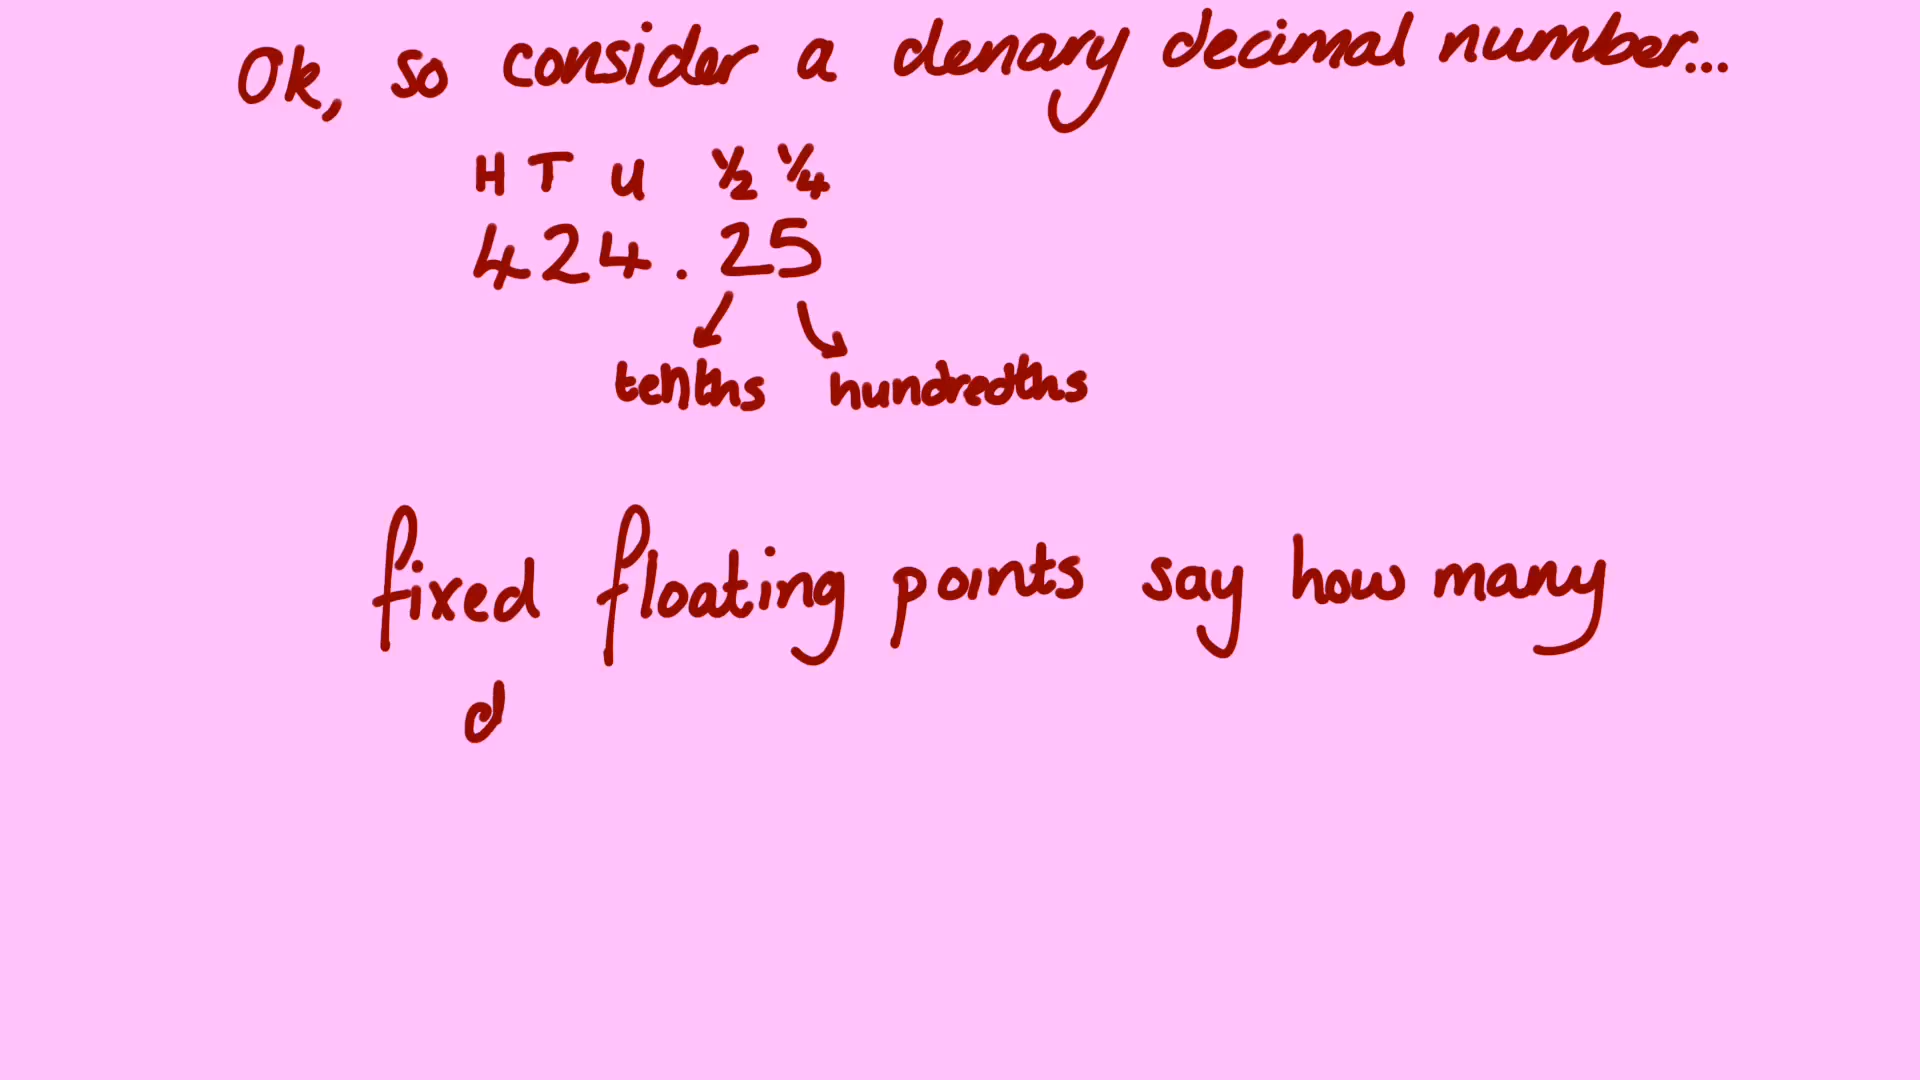 Ok, so consider a denary decimal number...
H T U 1/2 1/4
424.25
tenths hundredths
fixed floating points say how many
d